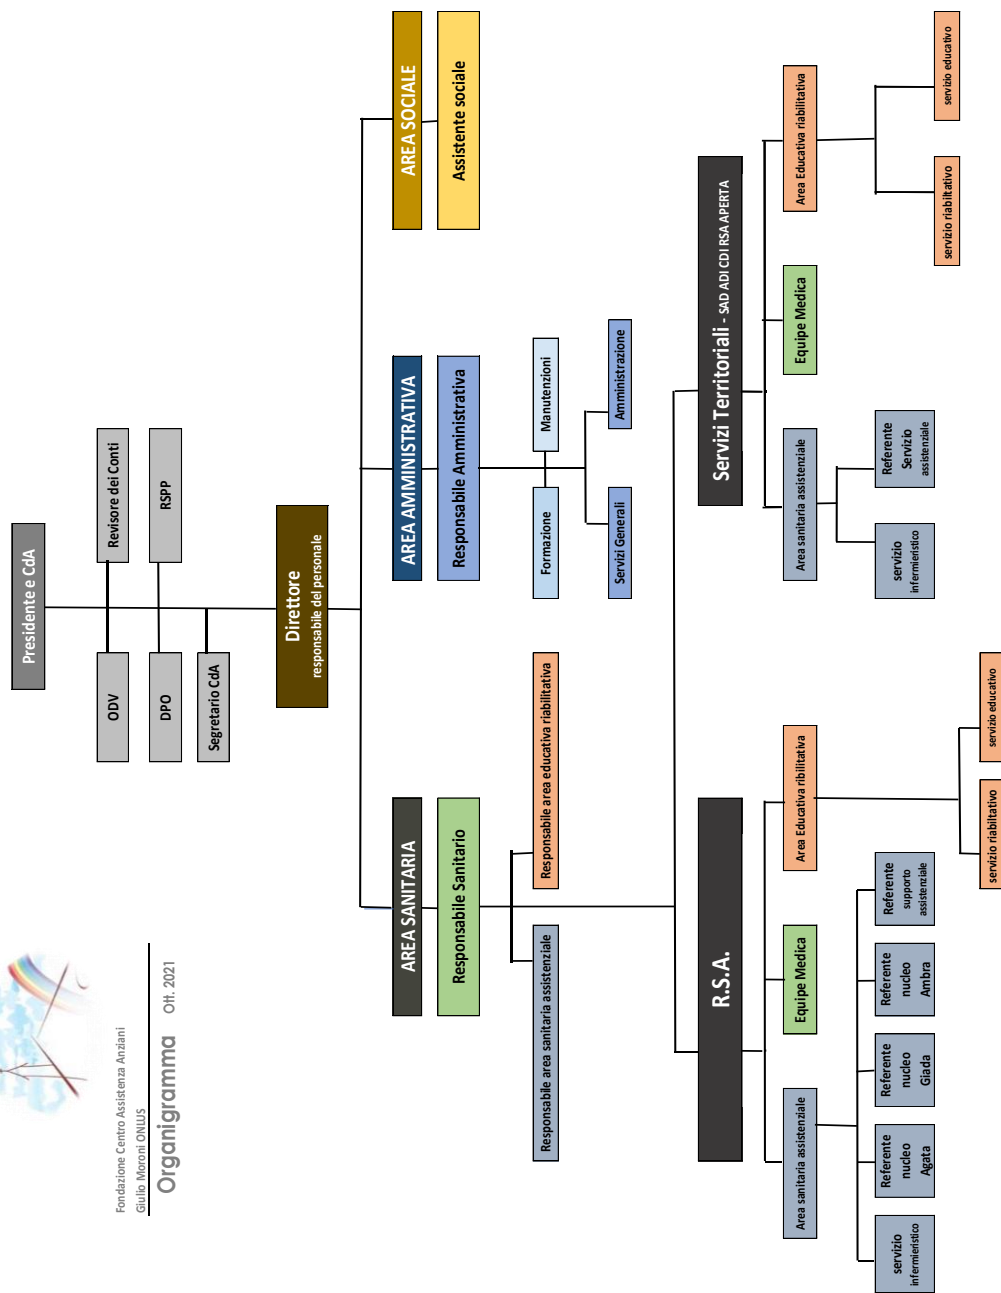 Fondazione Centro Assistenza Anziani
Giulio Moroni ONLUS
Organigramma Ott. 2021
Presidente e CdA
ODV
Revisore dei Conti
DPO
RSPP
Segretario CdA
Direttore
responsabile del personale
AREA SANITARIA
AREA AMMINISTRATIVA
AREA SOCIALE
Responsabile Sanitario
Responsabile Amministrativa
Assistente sociale
Responsabile area sanitaria assistenziale
Responsabile area educativa riabilitativa
Formazione
Manutenzioni
Servizi Generali
Amministrazione
R.S.A.
Servizi Territoriali - SAD ADI CDI RSA APERTA
Area sanitaria assistenziale
Equipe Medica
Area Educativa ribilitativa
Area sanitaria assistenziale
Equipe Medica
Area Educativa riabilitativa
servizio
infermieristico
Referente
nucleo
Agata
Referente
nucleo
Giada
Referente
nucleo
Ambra
Referente
supporto
assistenziale
servizio
infermieristico
Referente
Servizio
assistenziale
servizio riabiltativo
servizio educativo
servizio riabiltativo
servizio educativo